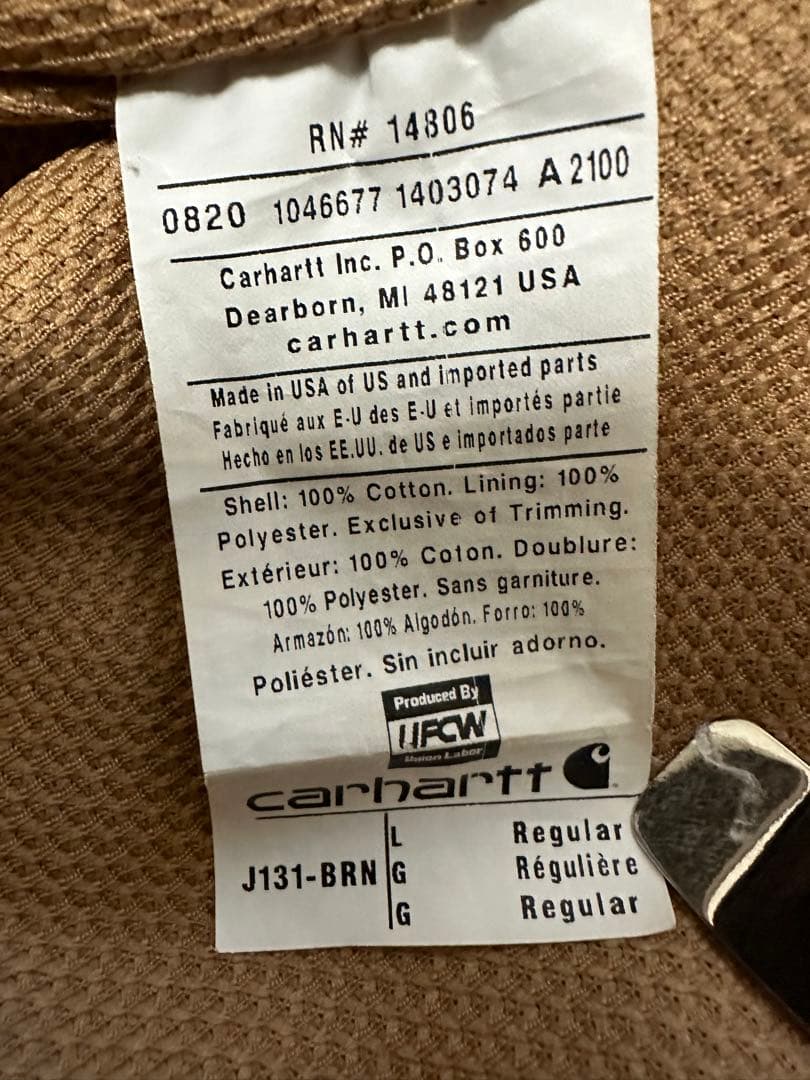 RN# 14806
0820 1046677 1403074 A 2100
Carhartt Inc. P.O. Box 600
Dearborn, MI 48121 USA
carhartt.com
Made in USA of US and imported parts
Fabriqué aux E-U des E-U et importés partie
Hecho en los EE.UU. de US e importados parte
Shell: 100% Cotton. Lining: 100%
Polyester. Exclusive of Trimming.
Extérieur: 100% Coton. Doublure:
100% Polyester. Sans garniture.
Armazón: 100% Algodón. Forro: 100%
Poliéster. Sin incluir adorno.
Produced By
UFCW
Union Labor
carhartt
L Regular
J131-BRN G Régulière
G Regular